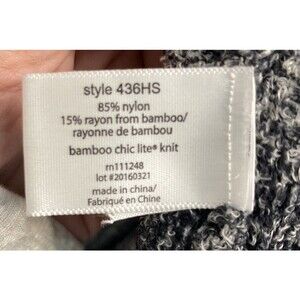 style 436HS
85% nylon
15% rayon from bamboo/
rayonne de bambou
bamboo chic lite® knit
rn111248
lot #20160321
made in china/
Fabriqué en Chine